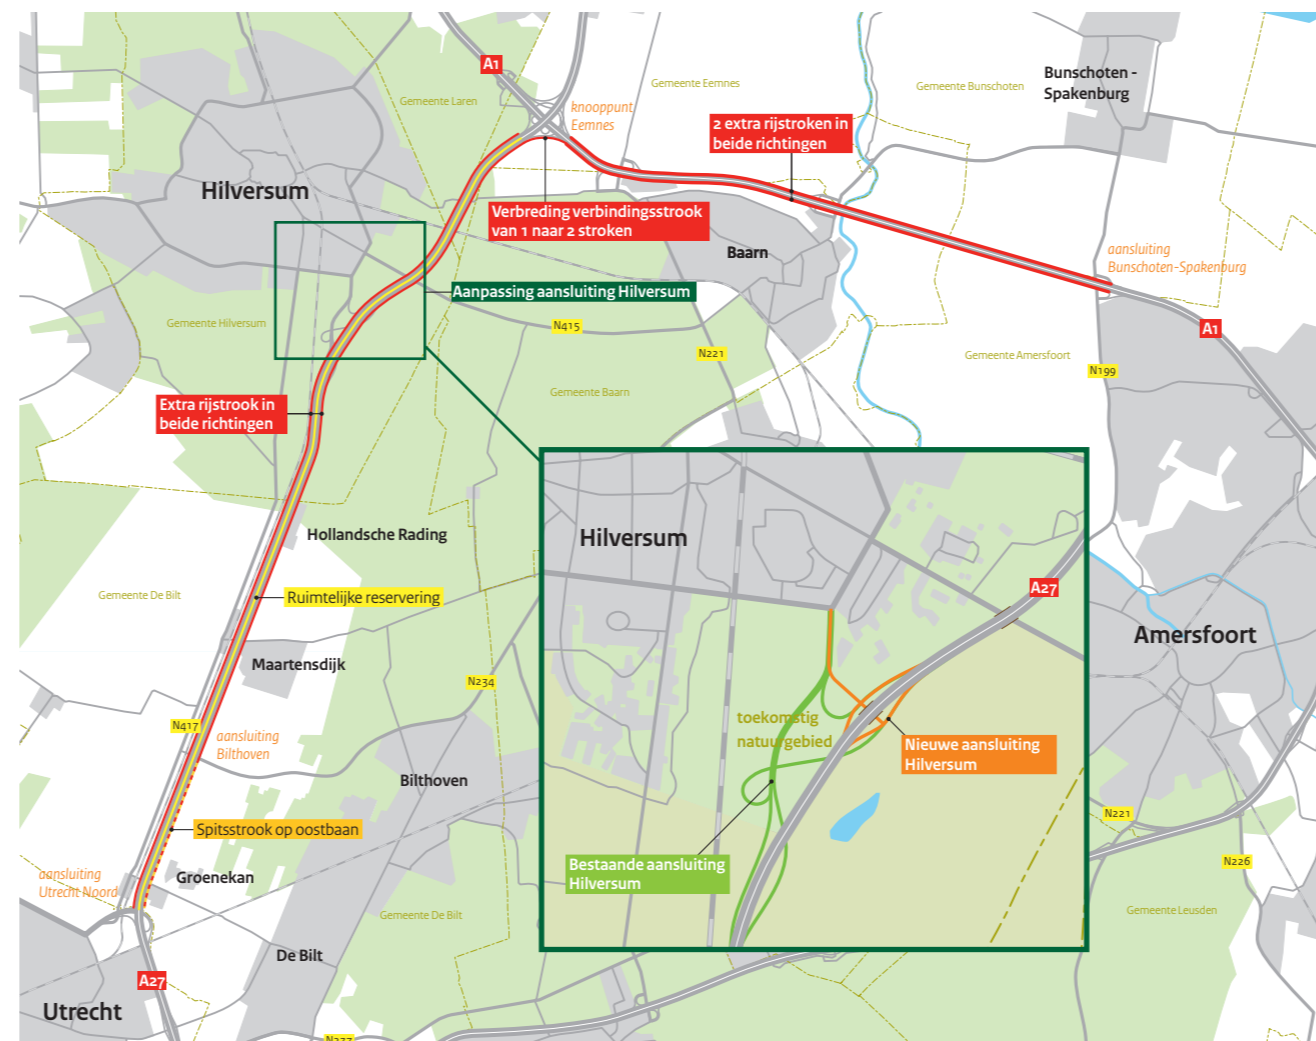 A1
Bunschoten -
Spakenburg
Gemeente Eemnes
Gemeente Bunschoten
Gemeente Laren
knooppunt
Eemnes
2 extra rijstroken in
beide richtingen
Hilversum
Verbreding verbindingsstrook
van 1 naar 2 stroken
Baarn
aansluiting
Bunschoten-Spakenburg
Aanpassing aansluiting Hilversum
Gemeente Hilversum
N415
A1
N221
Gemeente Amersfoort
N199
Gemeente Baarn
Extra rijstrook in
beide richtingen
Hollandsche Rading
Hilversum
Gemeente De Bilt
Ruimtelijke reservering
A27
Amersfoort
Maartensdijk
N234
N417
aansluiting
Bilthoven
toekomstig
natuurgebied
Nieuwe aansluiting
Hilversum
Bilthoven
N221
Spitsstrook op oostbaan
Bestaande aansluiting
Hilversum
N226
aansluiting
Utrecht Noord
Groenekan
Gemeente De Bilt
Gemeente Leusden
De Bilt
A27
Utrecht